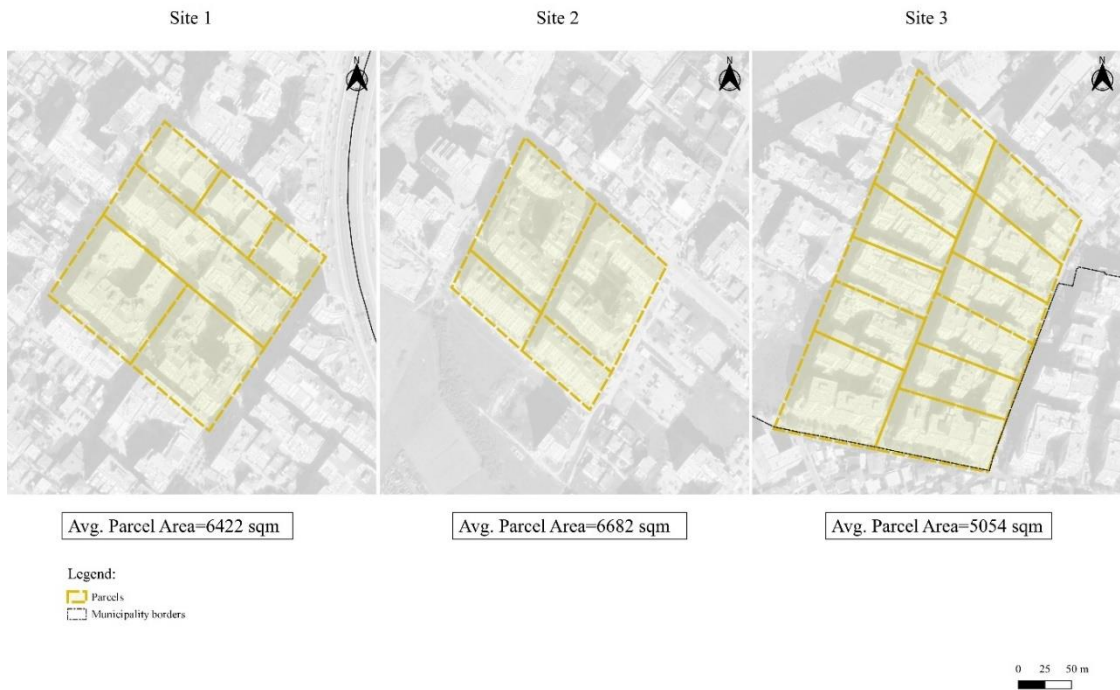 Site 1
Site 2
Site 3
N
N
N
Avg. Parcel Area=6422 sqm
Avg. Parcel Area=6682 sqm
Avg. Parcel Area=5054 sqm
Legend:
Parcels
Municipality borders
0 25 50 m